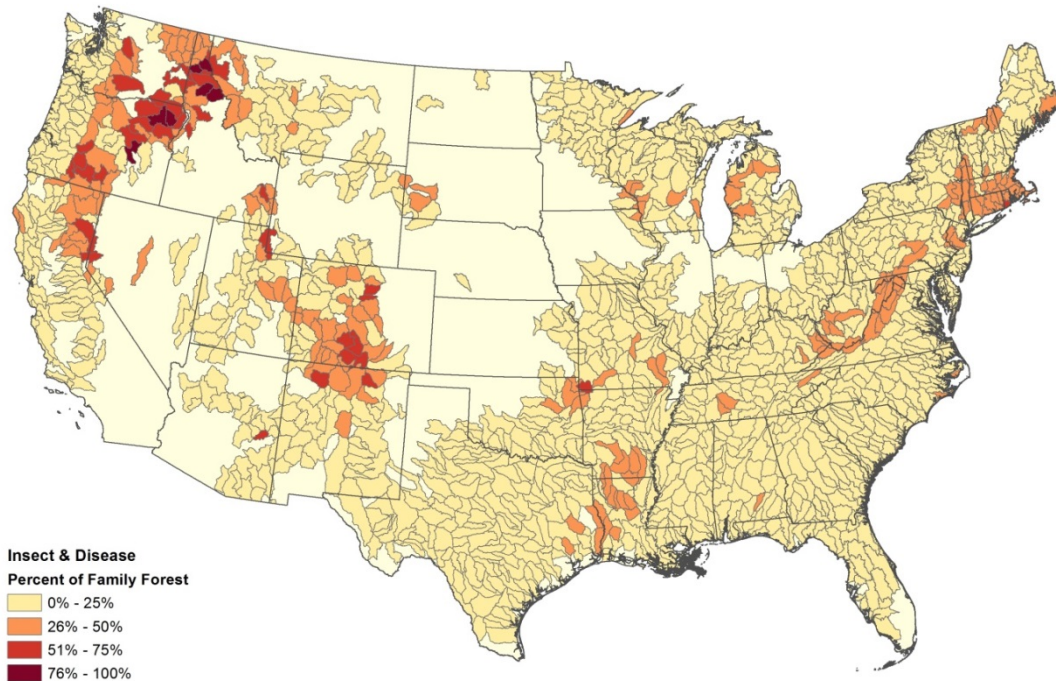 Insect & Disease
Percent of Family Forest
0% - 25%
26% - 50%
51% - 75%
76% - 100%